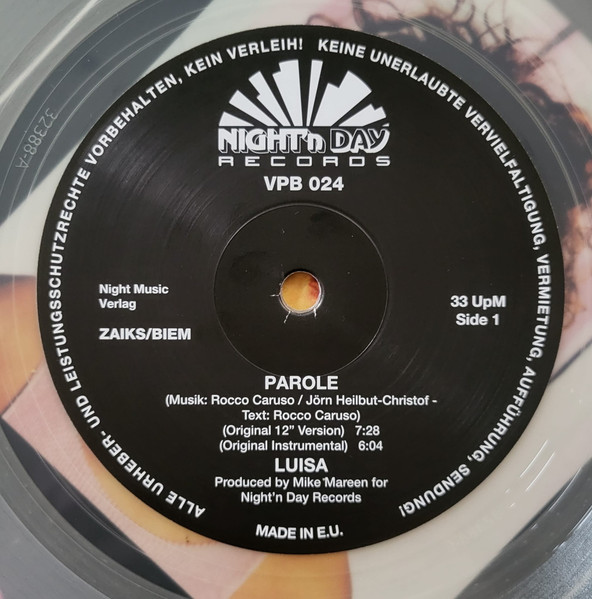 ALLE URHEBER- UND LEISTUNGSSCHUTZRECHTE VORBEHALTEN, KEIN VERLEIH! KEINE UNERLAUBTE VERVIELFALTIGUNG, VERMIETUNG, AUFFÜHRUNG, SENDUNG!
NIGHT'n DAY
RECORDS
VPB 024
32388-A
Night Music
Verlag
ZAIKS/BIEM
33 UpM
Side 1
PAROLE
(Musik: Rocco Caruso / Jörn Heilbut-Christof -
Text: Rocco Caruso)
(Original 12" Version) 7:28
(Original Instrumental) 6:04
LUISA
Produced by Mike Mareen for
Night'n Day Records
MADE IN E.U.